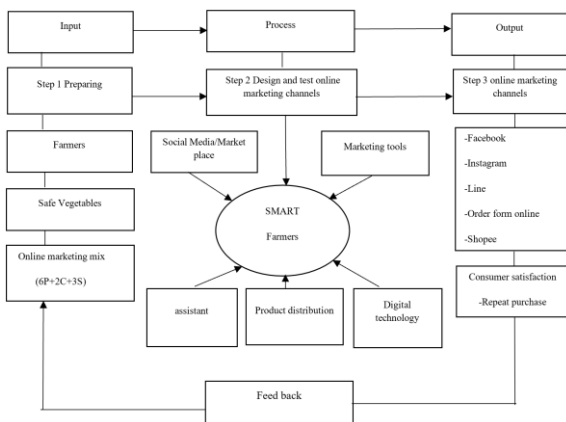 Input
Process
Output
Step 1 Preparing
Step 2 Design and test online
marketing channels
Step 3 online marketing
channels
Farmers
Safe Vegetables
Online marketing mix
(6P+2C+3S)
Social Media/Market
place
Marketing tools
SMART
Farmers
assistant
Product distribution
Digital
technology
-Facebook
-Instagram
-Line
-Order form online
-Shopee
Consumer satisfaction
-Repeat purchase
Feed back